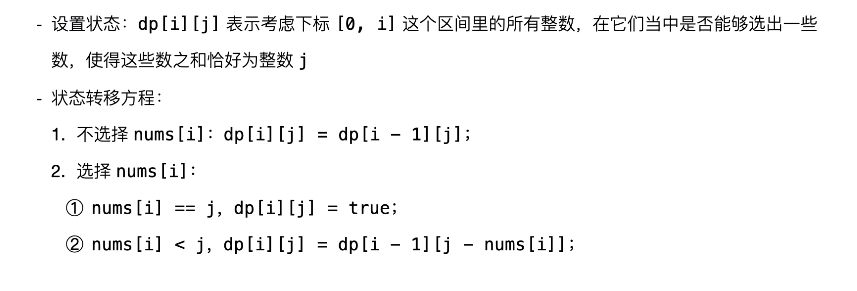 - 设置状态：dp[i][j] 表示考虑下标 [0, i] 这个区间里的所有整数，在它们当中是否能够选出一些
数，使得这些数之和恰好为整数 j
- 状态转移方程：
1. 不选择 nums[i]：dp[i][j] = dp[i - 1][j];
2. 选择 nums[i]：
① nums[i] == j，dp[i][j] = true;
② nums[i] < j，dp[i][j] = dp[i - 1][j - nums[i]];